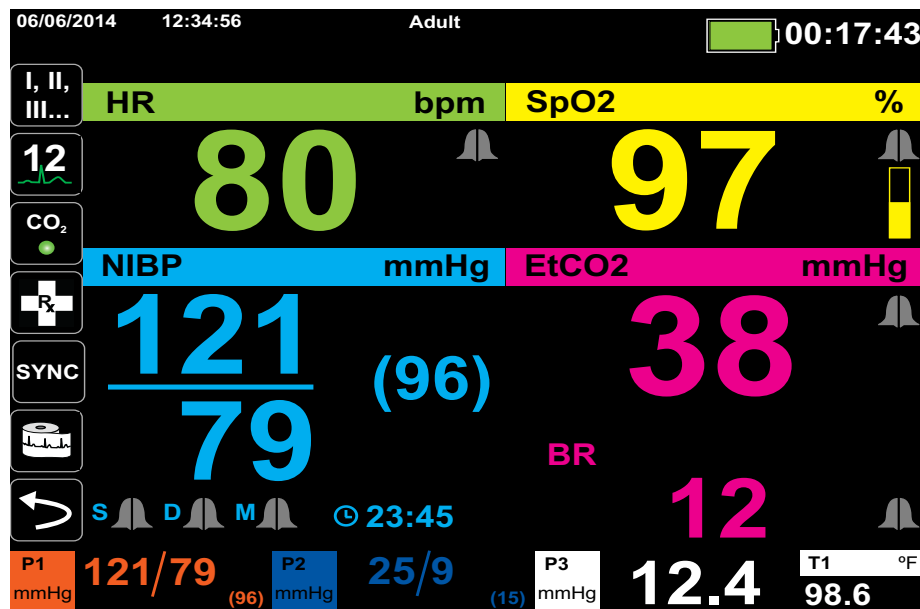 06/06/2014 12:34:56 Adult 00:17:43
I, II,
III...
HR bpm SpO2 %
80 97
12
CO2
NIBP mmHg EtCO2 mmHg
Rx
121 38
(96)
SYNC
79
BR
12
S D M 23:45
P1 121/79 P2 25/9 P3 12.4 T1 ºF
mmHg (96) mmHg (15) mmHg 98.6